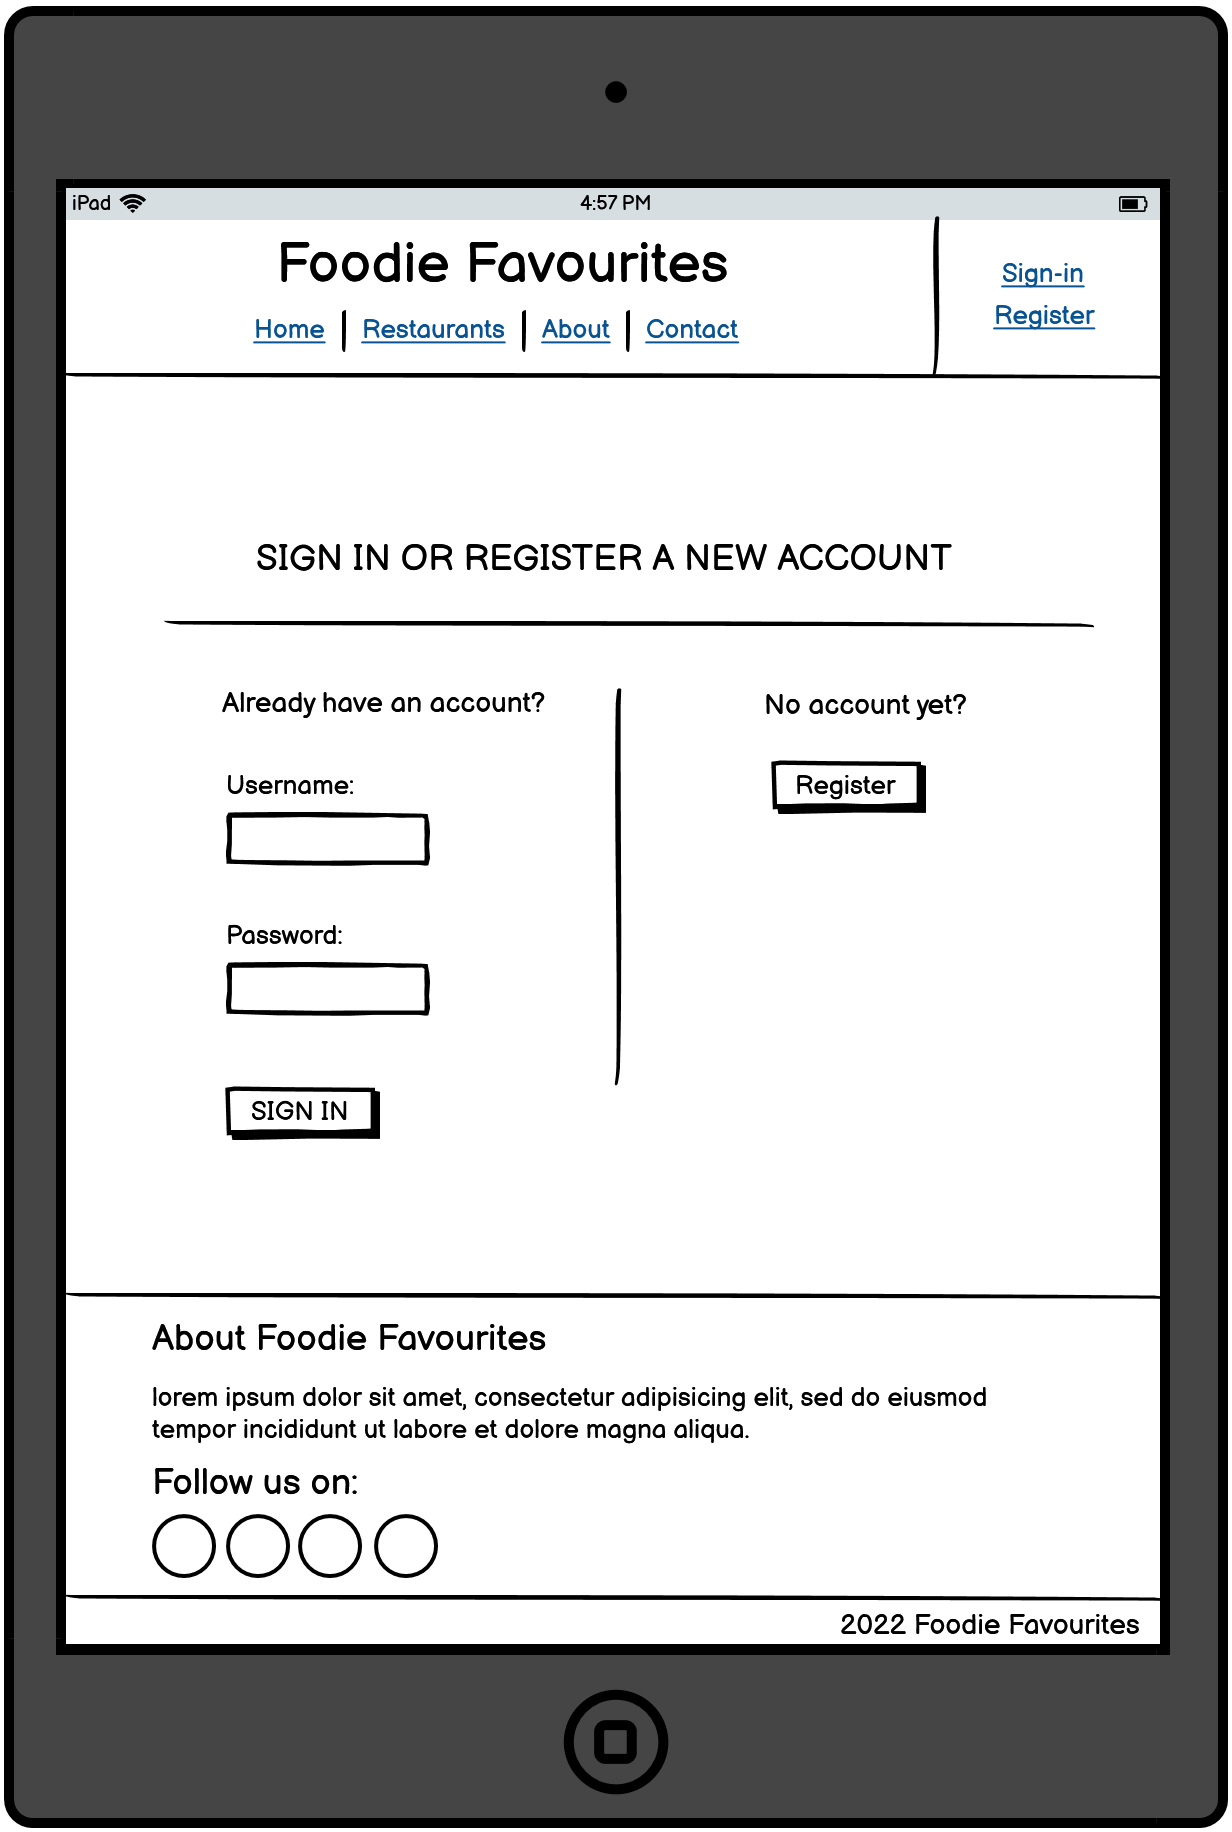 iPad 4:57 PM
Foodie Favourites
Home Restaurants About Contact
Sign-in
Register
SIGN IN OR REGISTER A NEW ACCOUNT
Already have an account?
Username:
Password:
SIGN IN
No account yet?
Register
About Foodie Favourites
lorem ipsum dolor sit amet, consectetur adipisicing elit, sed do eiusmod
tempor incididunt ut labore et dolore magna aliqua.
Follow us on:
2022 Foodie Favourites